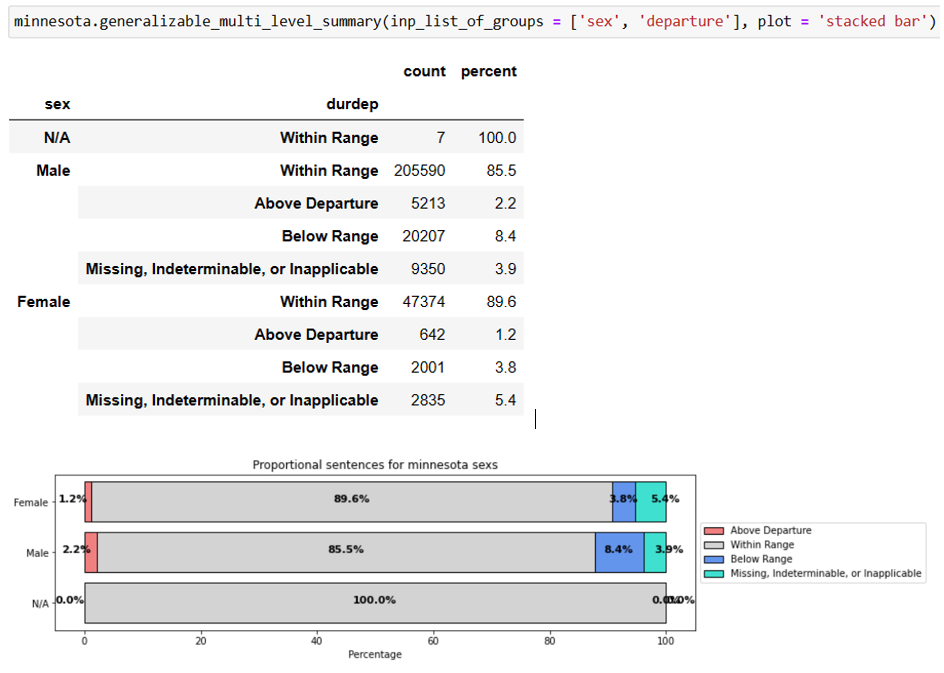 minnesota.generalizable_multi_level_summary(inp_list_of_groups = ['sex', 'departure'], plot = 'stacked bar')
count percent
sex durdep
N/A Within Range 7 100.0
Male Within Range 205590 85.5
Above Departure 5213 2.2
Below Range 20207 8.4
Missing, Indeterminable, or Inapplicable 9350 3.9
Female Within Range 47374 89.6
Above Departure 642 1.2
Below Range 2001 3.8
Missing, Indeterminable, or Inapplicable 2835 5.4
Proportional sentences for minnesota sexs
Female 1.2% 89.6% 3.8% 5.4%
Male 2.2% 85.5% 8.4% 3.9%
N/A 0.0% 100.0% 0.0% 0.0%
0 20 40 60 80 100
Percentage
Above Departure
Within Range
Below Range
Missing, Indeterminable, or Inapplicable